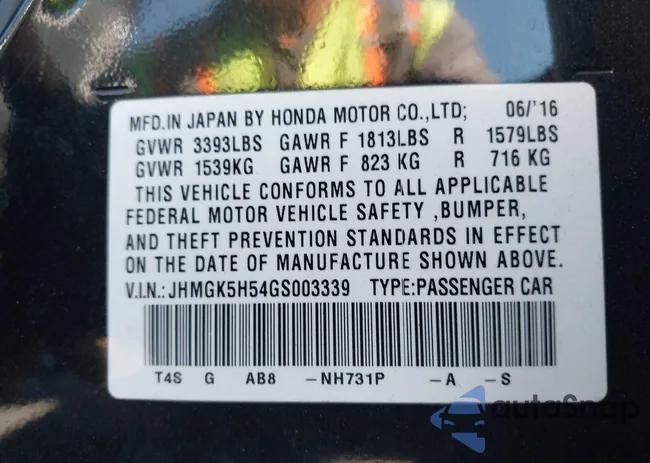 MFD.IN JAPAN BY HONDA MOTOR CO.,LTD; 06/'16
GVWR 3393LBS GAWR F 1813LBS R 1579LBS
GVWR 1539KG GAWR F 823 KG R 716 KG
THIS VEHICLE CONFORMS TO ALL APPLICABLE
FEDERAL MOTOR VEHICLE SAFETY ,BUMPER,
AND THEFT PREVENTION STANDARDS IN EFFECT
ON THE DATE OF MANUFACTURE SHOWN ABOVE.
V.I.N.:JHMGK5H54GS003339 TYPE:PASSENGER CAR
T4S G AB8 -NH731P -A -S
autoSnap